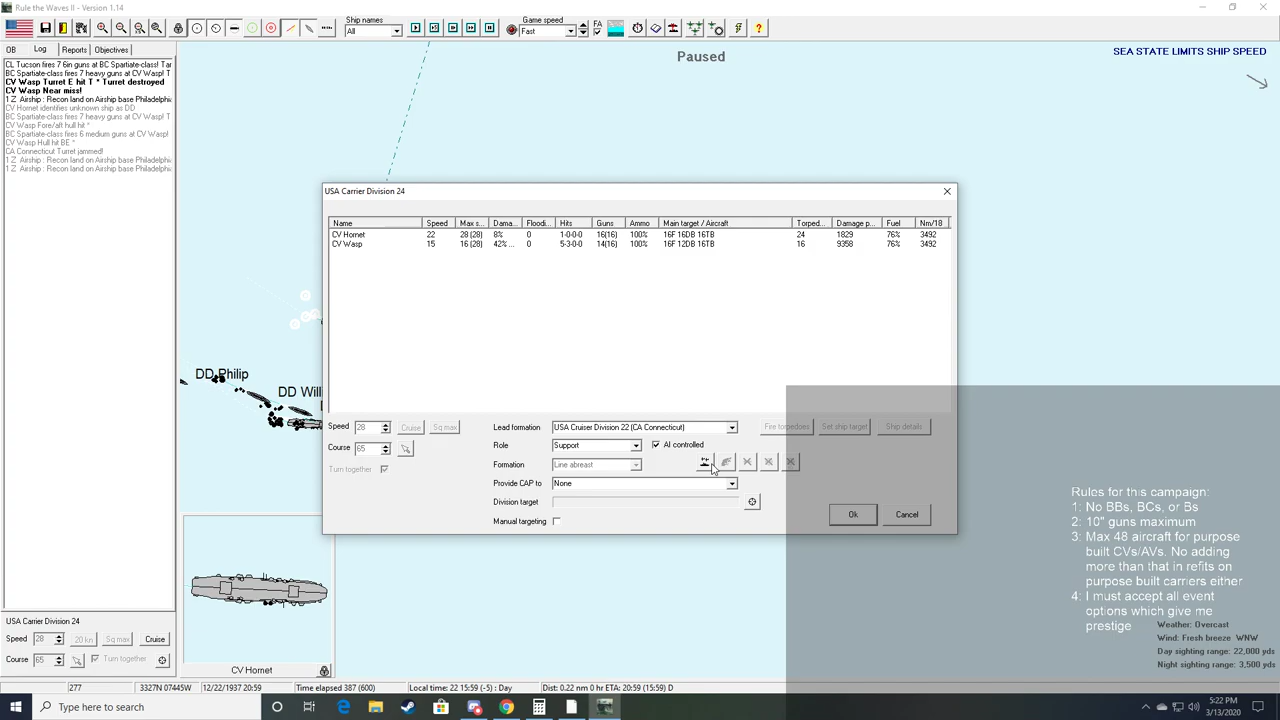 Rule the Waves II - Version 1.14
Ship names
All
Game speed
Fast
FA
OB Log Reports Objectives
Paused
SEA STATE LIMITS SHIP SPEED
CL Tucson fires 7 6in guns at BC Spartiate-class! Tar
BC Spartiate-class fires 7 heavy guns at CV Wasp! T
CV Wasp Turret E hit T * Turret destroyed
CV Wasp Near miss!
1 Z Airship : Recon land on Airship base Philadelphi
CV Hornet identifies unknown ship as DD
BC Spartiate-class fires 7 heavy guns at CV Wasp! T
CV Wasp Fore/aft hull hit *
BC Spartiate-class fires 6 medium guns at CV Wasp!
CV Wasp Hull hit BE *
CA Connecticut Turret jammed!
1 Z Airship : Recon land on Airship base Philadelphi
1 Z Airship : Recon land on Airship base Philadelphi
DD Philip
DD Will
USA Carrier Division 24
Name Speed Max s... Dama... Floodi... Hits Guns Ammo Main target / Aircraft Torped... Damage p... Fuel Nm/18
CV Hornet 22 28 (28) 8% 0 1-0-0-0 16(16) 100% 16F 16DB 16TB 24 1829 76% 3492
CV Wasp 15 16 (28) 42% ... 0 5-3-0-0 14(16) 100% 16F 12DB 16TB 16 9358 76% 3492
Speed 28 Cruise Sq max
Course 65
Turn together
Lead formation USA Cruiser Division 22 (CA Connecticut)
Role Support AI controlled
Formation Line abreast
Provide CAP to None
Division target
Manual targeting
Fire torpedoes Set ship target Ship details
Ok Cancel
Rules for this campaign:
1: No BBs, BCs, or Bs
2: 10" guns maximum
3: Max 48 aircraft for purpose
built CVs/AVs. No adding
more than that in refits on
purpose built carriers either
4: I must accept all event
options which give me
prestige
Weather: Overcast
Wind: Fresh breeze WNW
Day sighting range: 22,000 yds
Night sighting range: 3,500 yds
USA Carrier Division 24
Speed 28 20 kn Sq max Cruise
Course 65 Turn together
CV Hornet
277 3327N 07445W 12/22/1937 20:59 Time elapsed 387 (600) Local time: 22 15:59 (-5) : Day Dist: 0.22 nm 0 hr ETA: 20:59 (15:59) D
Type here to search
5:22 PM
3/13/2020